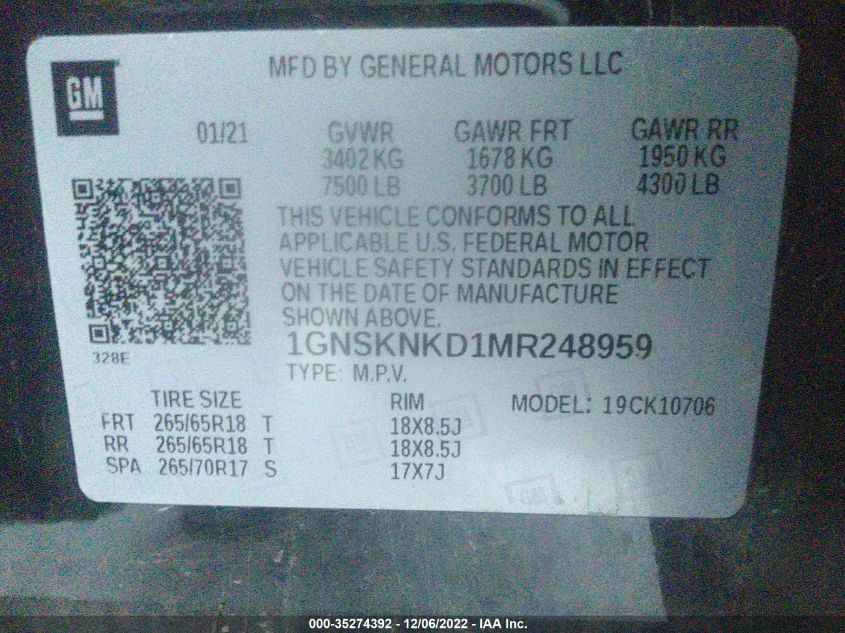 GM
MFD BY GENERAL MOTORS LLC
01/21 GVWR GAWR FRT GAWR RR
3402 KG 1678 KG 1950 KG
7500 LB 3700 LB 4300 LB
THIS VEHICLE CONFORMS TO ALL
APPLICABLE U.S. FEDERAL MOTOR
VEHICLE SAFETY STANDARDS IN EFFECT
ON THE DATE OF MANUFACTURE
SHOWN ABOVE.
328E
1GNSKNKD1MR248959
TYPE: M.P.V.
TIRE SIZE RIM MODEL: 19CK10706
FRT 265/65R18 T 18X8.5J
RR 265/65R18 T 18X8.5J
SPA 265/70R17 S 17X7J
000-35274392 - 12/06/2022 - IAA Inc.